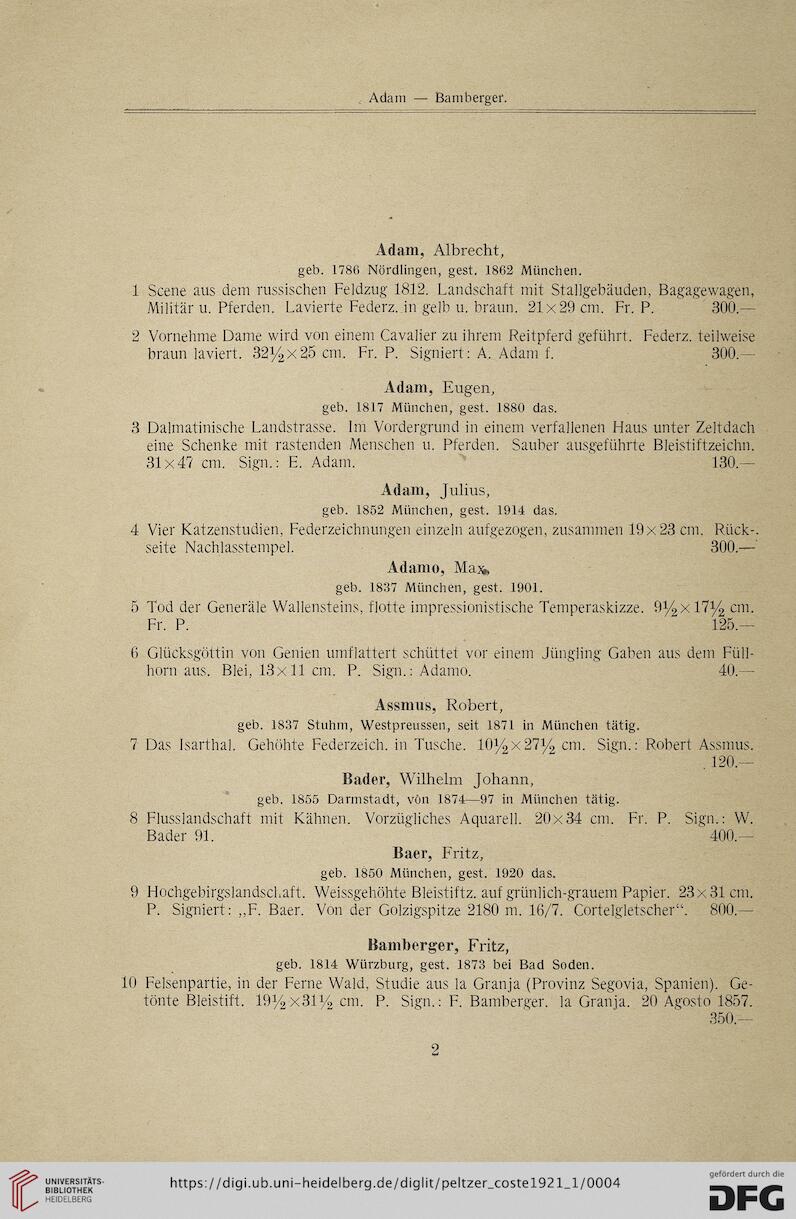 Adam — Bamberger.
Adam, Albrecht,
geb. 1786 Nördlingen, gest. 1862 München.
1 Scene aus dem russischen Feldzug 1812. Landschaft mit Stallgebäuden, Bagagewagen,
Militär u. Pferden. Lavierte Federz. in gelb u. braun. 21×29 cm. Fr. P. 300.—
2 Vornehme Dame wird von einem Cavalier zu ihrem Reitpferd geführt. Federz. teilweise
braun laviert. 32½×25 cm. Fr. P. Signiert: A. Adam f. 300.—
Adam, Eugen,
geb. 1817 München, gest. 1880 das.
3 Dalmatinische Landstrasse. Im Vordergrund in einem verfallenen Haus unter Zeltdach
eine Schenke mit rastenden Menschen u. Pferden. Sauber ausgeführte Bleistiftzeichn.
31×47 cm. Sign.: E. Adam. 130.—
Adam, Julius,
geb. 1852 München, gest. 1914 das.
4 Vier Katzenstudien, Federzeichnungen einzeln aufgezogen, zusammen 19×23 cm. Rück-
seite Nachlasstempel. 300.—
Adamo, Max,
geb. 1837 München, gest. 1901.
5 Tod der Generäle Wallensteins, flotte impressionistische Temperaskizze. 9½×17½ cm.
Fr. P. 125.—
6 Glücksgöttin von Genien umflattert schüttet vor einem Jüngling Gaben aus dem Füll-
horn aus. Blei, 13×11 cm. P. Sign.: Adamo. 40.—
Assmus, Robert,
geb. 1837 Stuhm, Westpreussen, seit 1871 in München tätig.
7 Das Isarthal. Gehöhte Federzeich. in Tusche. 10½×27½ cm. Sign.: Robert Assmus.
120.—
Bader, Wilhelm Johann,
geb. 1855 Darmstadt, von 1874—97 in München tätig.
8 Flusslandschaft mit Kähnen. Vorzügliches Aquarell. 20×34 cm. Fr. P. Sign.: W.
Bader 91. 400.—
Baer, Fritz,
geb. 1850 München, gest. 1920 das.
9 Hochgebirgslandschaft. Weissgehöhte Bleistiftz. auf grünlich-grauem Papier. 23×31 cm.
P. Signiert: „F. Baer. Von der Golzigspitze 2180 m. 16/7. Cortelgletscher“. 800.—
Bamberger, Fritz,
geb. 1814 Würzburg, gest. 1873 bei Bad Soden.
10 Felsenpartie, in der Ferne Wald, Studie aus la Granja (Provinz Segovia, Spanien). Ge-
tönte Bleistift. 19½×31½ cm. P. Sign.: F. Bamberger. la Granja. 20 Agosto 1857.
350.—
2
UNIVERSITÄTS-
BIBLIOTHEK
HEIDELBERG
https://digi.ub.uni-heidelberg.de/diglit/peltzer_coste1921_1/0004
gefördert durch die
DFG